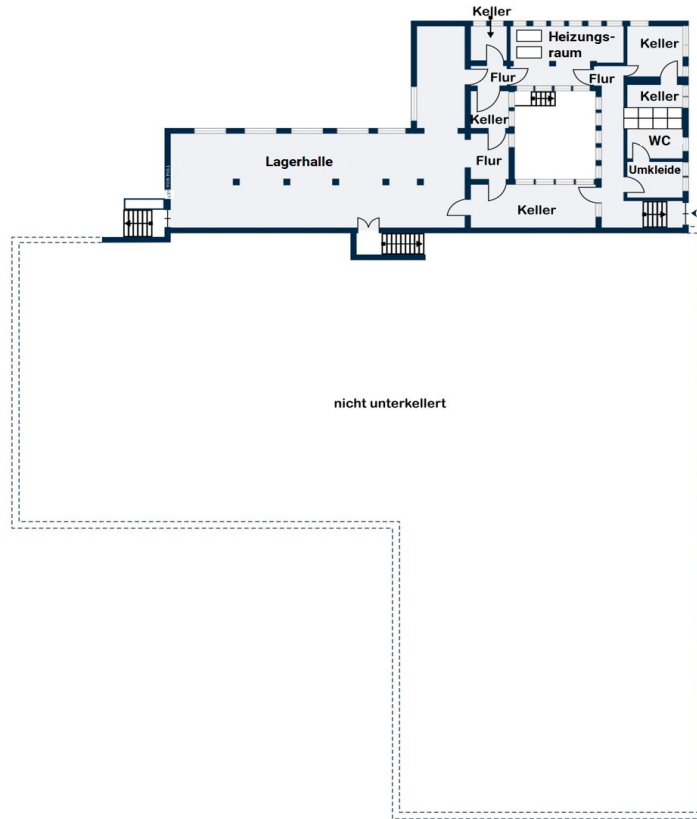 Keller
Heizungs-
raum
Keller
Flur
Flur
Keller
Keller
WC
Lagerhalle
Flur
Umkleide
Keller
nicht unterkellert